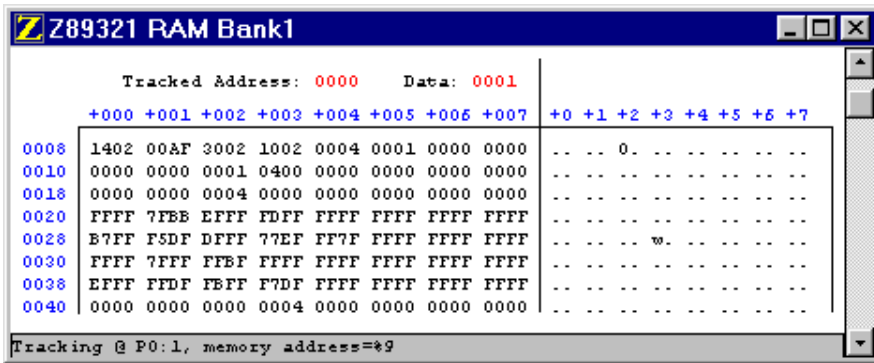 Z Z89321 RAM Bank1
Tracked Address: 0000 Data: 0001
+000 +001 +002 +003 +004 +005 +006 +007 +0 +1 +2 +3 +4 +5 +6 +7
0008 1402 00AF 3002 1002 0004 0001 0000 0000 .. .. 0. .. .. .. .. ..
0010 0000 0000 0001 0400 0000 0000 0000 0000 .. .. .. .. .. .. .. ..
0018 0000 0000 0004 0000 0000 0000 0000 0000 .. .. .. .. .. .. .. ..
0020 FFFF 7FBB EFFF FDFF FFFF FFFF FFFF FFFF .. .. .. .. .. .. .. ..
0028 B7FF F5DF DFFF 77EF FF7F FFFF FFFF FFFF .. .. .. w. .. .. .. ..
0030 FFFF 7FFF FFBF FFFF FFFF FFFF FFFF FFFF .. .. .. .. .. .. .. ..
0038 EFFF FFDF FBFF F7DF FFFF FFFF FFFF FFFF .. .. .. .. .. .. .. ..
0040 0000 0000 0000 0004 0000 0000 0000 0000 .. .. .. .. .. .. .. ..
Tracking @ P0:1, memory address=%9